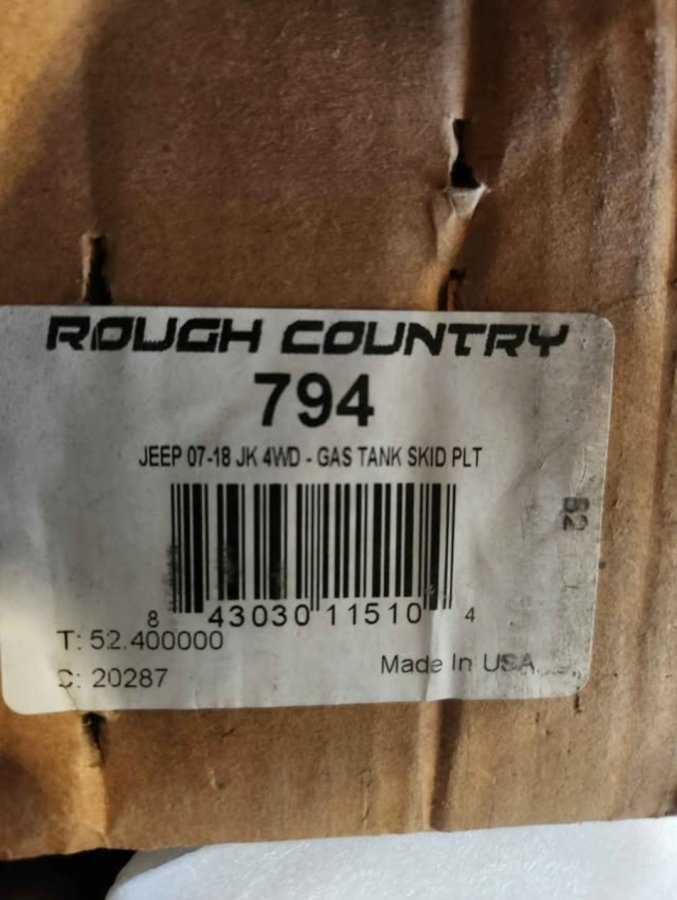 ROUGH COUNTRY
794
JEEP 07-18 JK 4WD - GAS TANK SKID PLT
B2
8 43030 11510 4
T: 52.400000
C: 20287
Made In USA